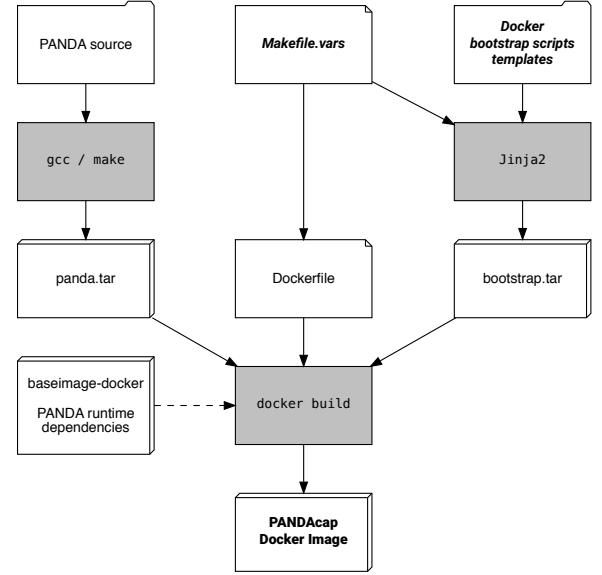 PANDA source
Makefile.vars
Docker
bootstrap scripts
templates
gcc / make
Jinja2
panda.tar
Dockerfile
bootstrap.tar
baseimage-docker
PANDA runtime
dependencies
docker build
PANDAcap
Docker Image